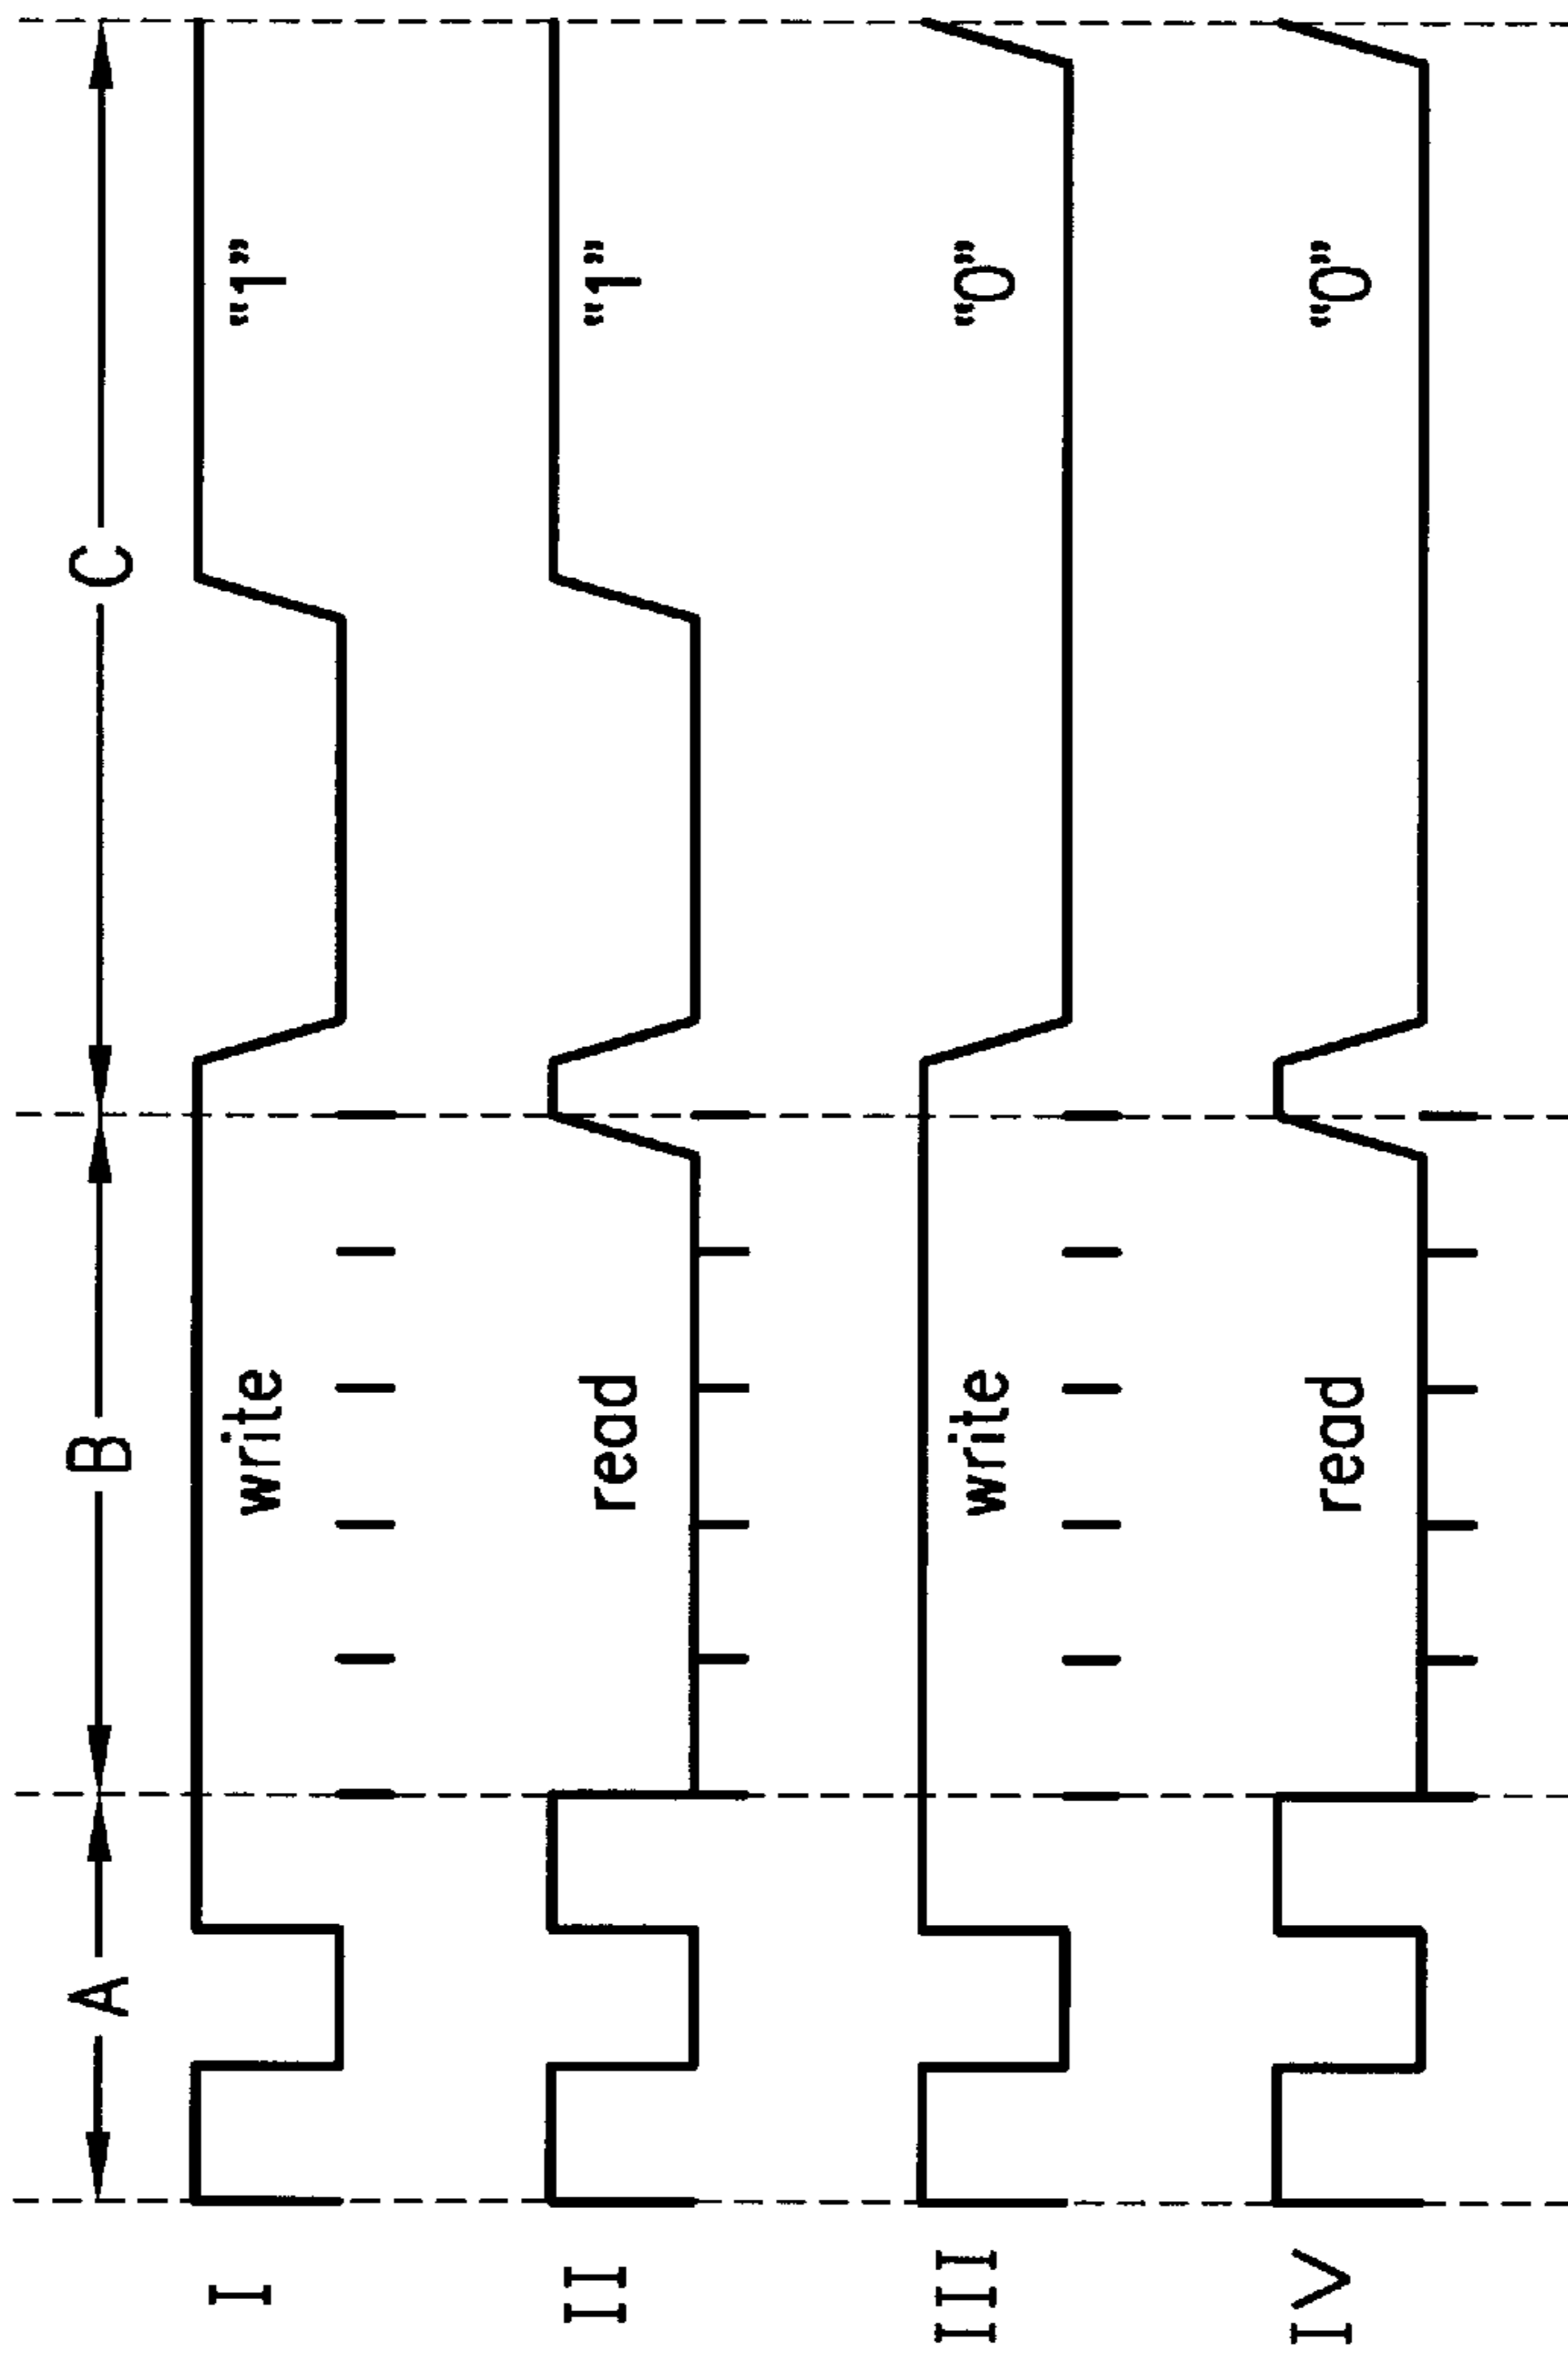 A B C
I write “1”
II read “1”
III write “0”
IV read “0”